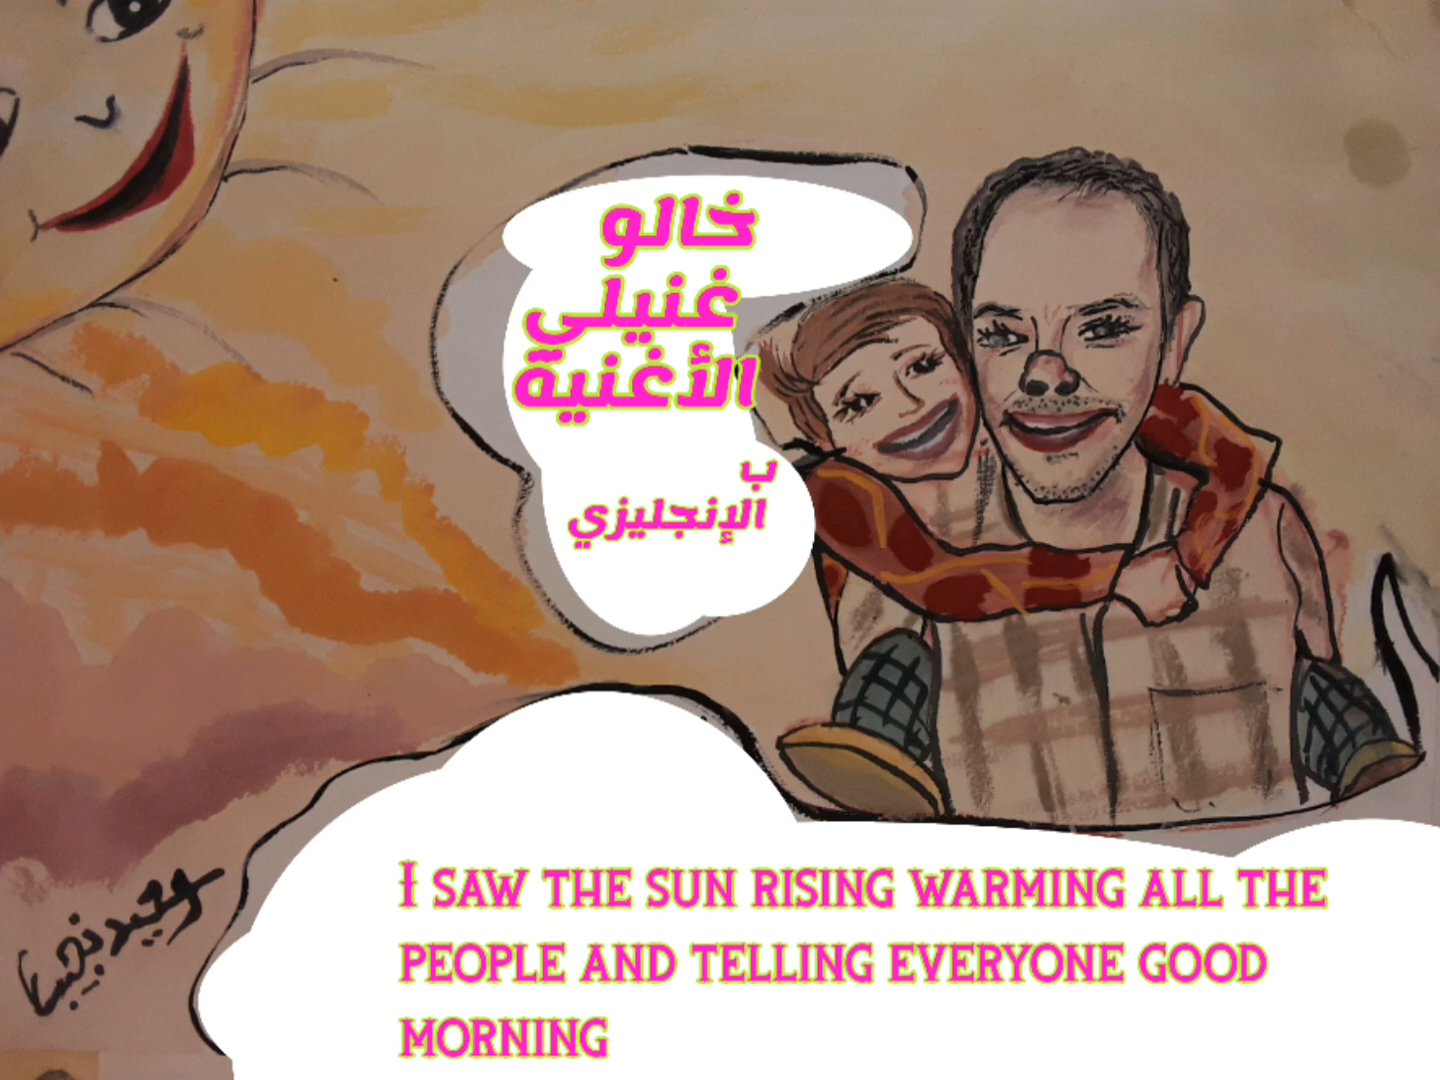 خالو
غنيلي
الأغنية
ب
الإنجليزي
I SAW THE SUN RISING WARMING ALL THE
PEOPLE AND TELLING EVERYONE GOOD
MORNING